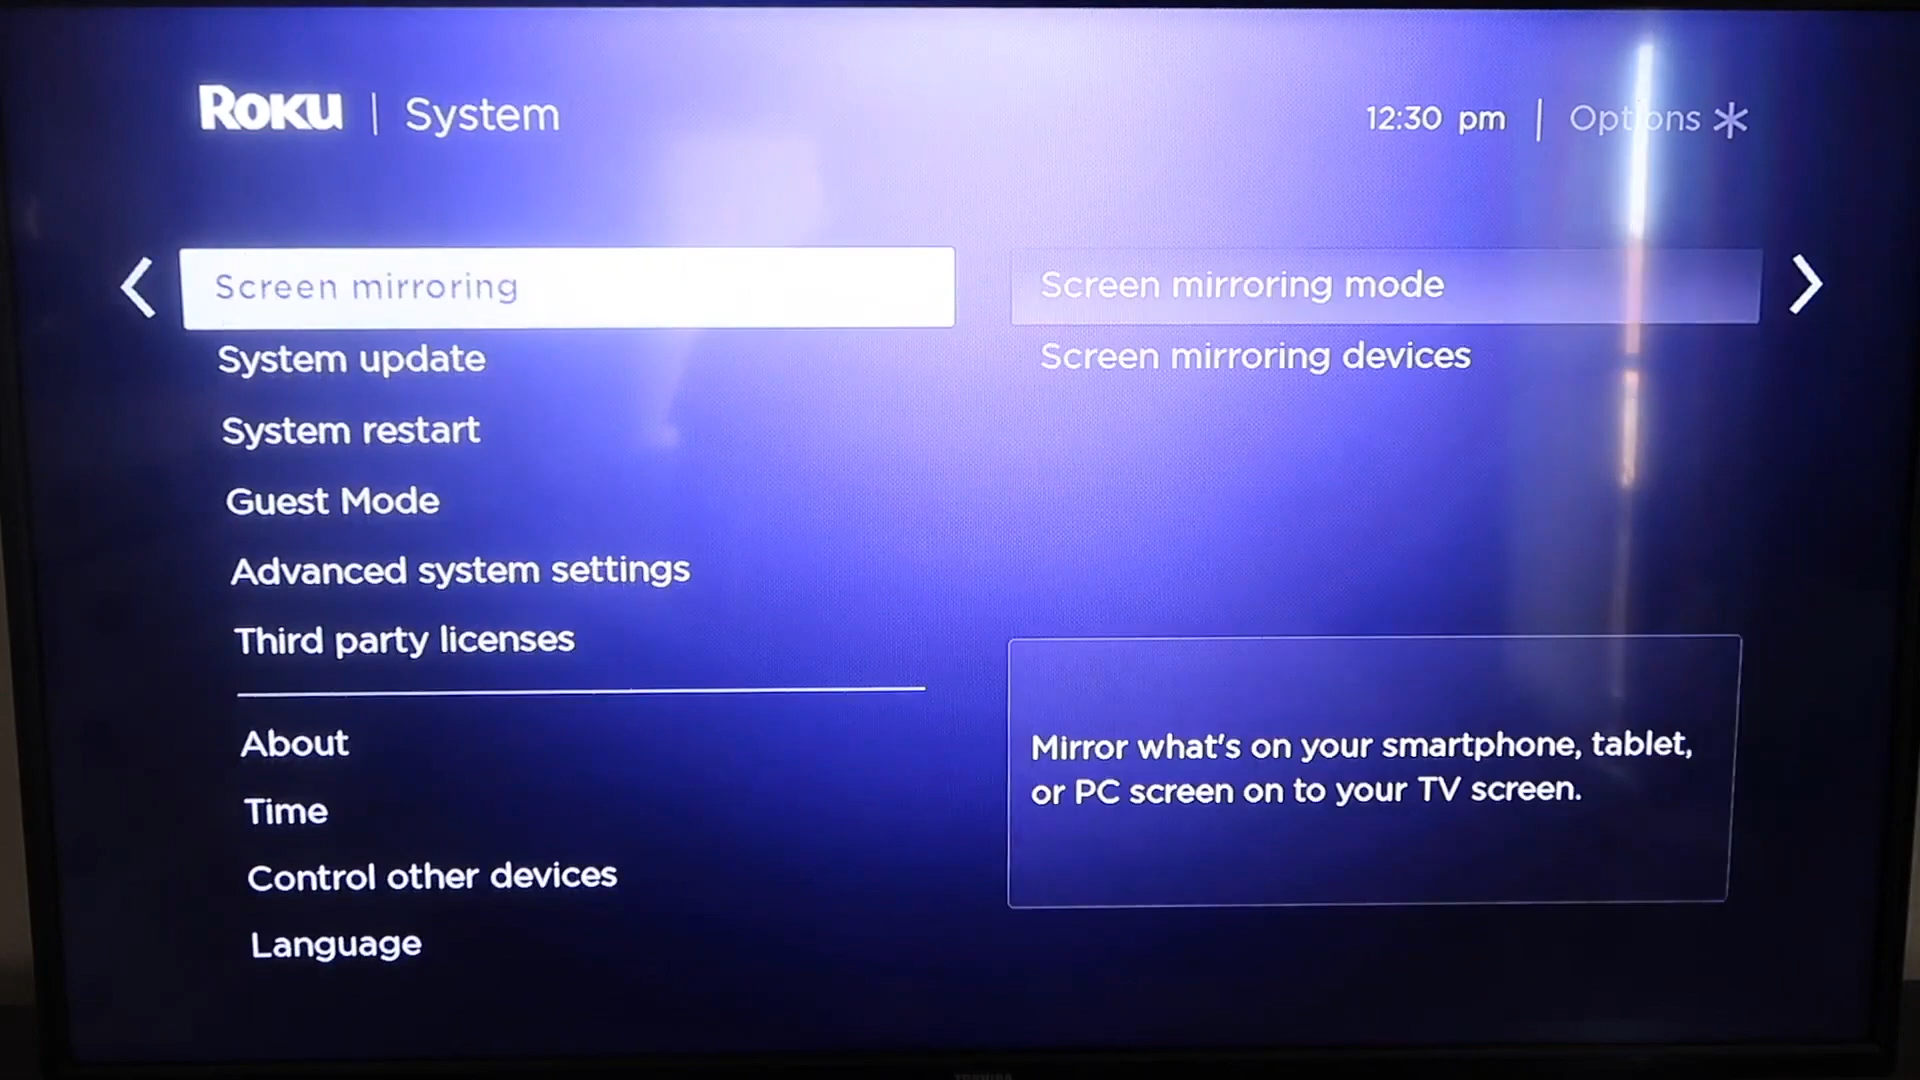 Roku | System
12:30 pm | Options *
Screen mirroring
System update
System restart
Guest Mode
Advanced system settings
Third party licenses
About
Time
Control other devices
Language
Screen mirroring mode
Screen mirroring devices
Mirror what's on your smartphone, tablet,
or PC screen on to your TV screen.